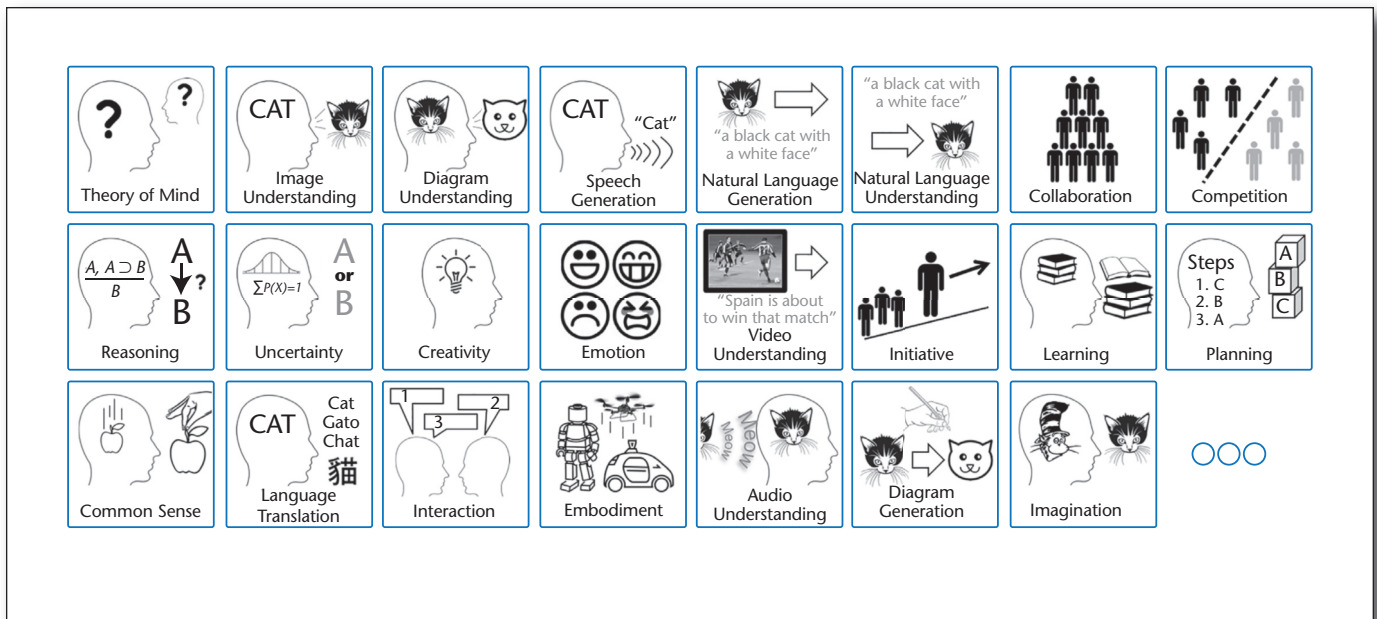 ?
?
Theory of Mind
CAT
Image
Understanding
Diagram
Understanding
CAT
“Cat”
Speech
Generation
“a black cat with
a white face”
Natural Language
Generation
“a black cat with
a white face”
Natural Language
Understanding
Collaboration
Competition
A, A ⊃ B
B
A
?
B
Reasoning
∑P(X)=1
A
or
B
Uncertainty
Creativity
Emotion
“Spain is about
to win that match”
Video
Understanding
Initiative
Learning
Steps
1. C
2. B
3. A
A
B
C
Planning
Common Sense
CAT
Cat
Gato
Chat
貓
Language
Translation
1
2
3
Interaction
Embodiment
Meow
Meow
Audio
Understanding
Diagram
Generation
Imagination